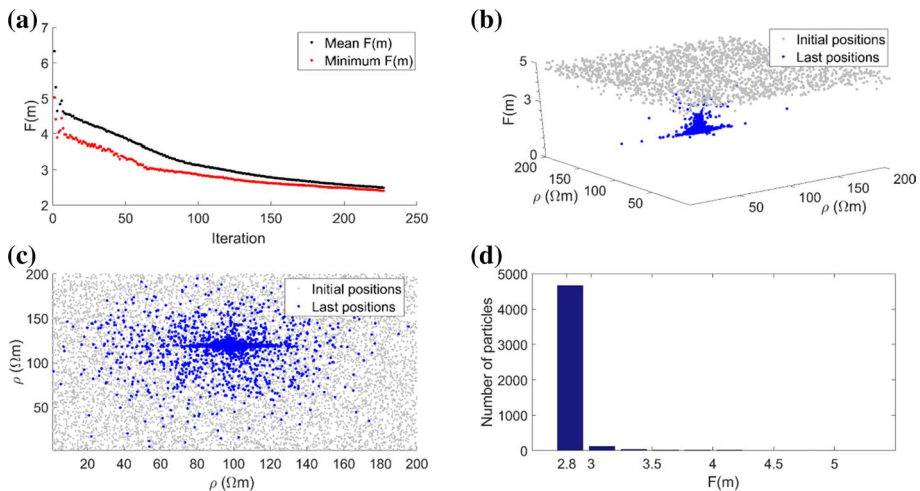 (a)
7
6
5
4
3
2
F(m)
Mean F(m)
Minimum F(m)
0 50 100 150 200 250
Iteration
(b)
5
3
0
F(m)
Initial positions
Last positions
200
150
100
50
ρ (Ωm)
50
100
150
200
ρ (Ωm)
(c)
200
150
100
50
ρ (Ωm)
Initial positions
Last positions
20 40 60 80 100 120 140 160 180 200
ρ (Ωm)
(d)
5000
4000
3000
2000
1000
0
Number of particles
2.8 3 3.5 4 4.5 5
F(m)